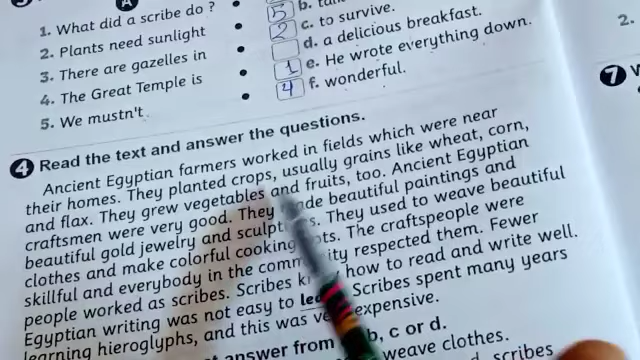 A
1. What did a scribe do ?
2. Plants need sunlight
3. There are gazelles in
4. The Great Temple is
5. We mustn't
5 b.
2 c. to survive.
d. a delicious breakfast.
1 e. He wrote everything down.
4 f. wonderful.
2.
7
4 Read the text and answer the questions.
Ancient Egyptian farmers worked in fields which were near
their homes. They planted crops, usually grains like wheat, corn,
and flax. They grew vegetables and fruits, too. Ancient Egyptian
craftsmen were very good. They beautiful paintings and
beautiful gold jewelry and They used to weave beautiful
clothes and make colorful cooking The craftspeople were
skillful and everybody in the respected them. Fewer
people worked as scribes. Scribes how to read and write well.
Egyptian writing was not easy to Scribes spent many years
learning hieroglyphs, and this was expensive.
answer from b, c or d.
weave clothes.
scribes